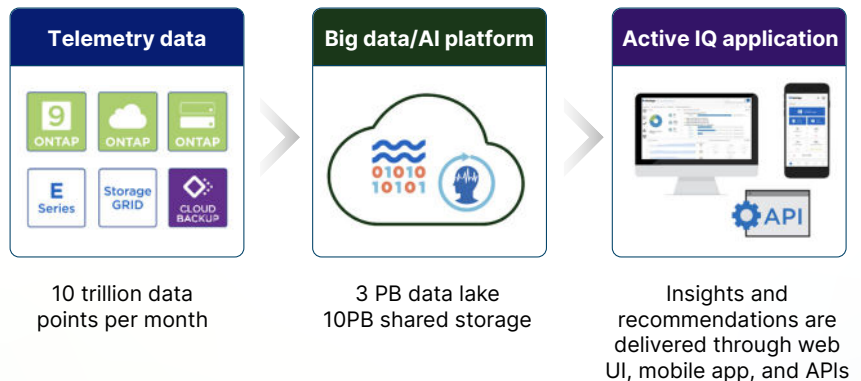 Telemetry data
9
ONTAP
ONTAP
ONTAP
E
Series
Storage
GRID
CLOUD
BACKUP
10 trillion data
points per month
Big data/AI platform
01010
10101
3 PB data lake
10PB shared storage
Active IQ application
API
Insights and
recommendations are
delivered through web
UI, mobile app, and APIs